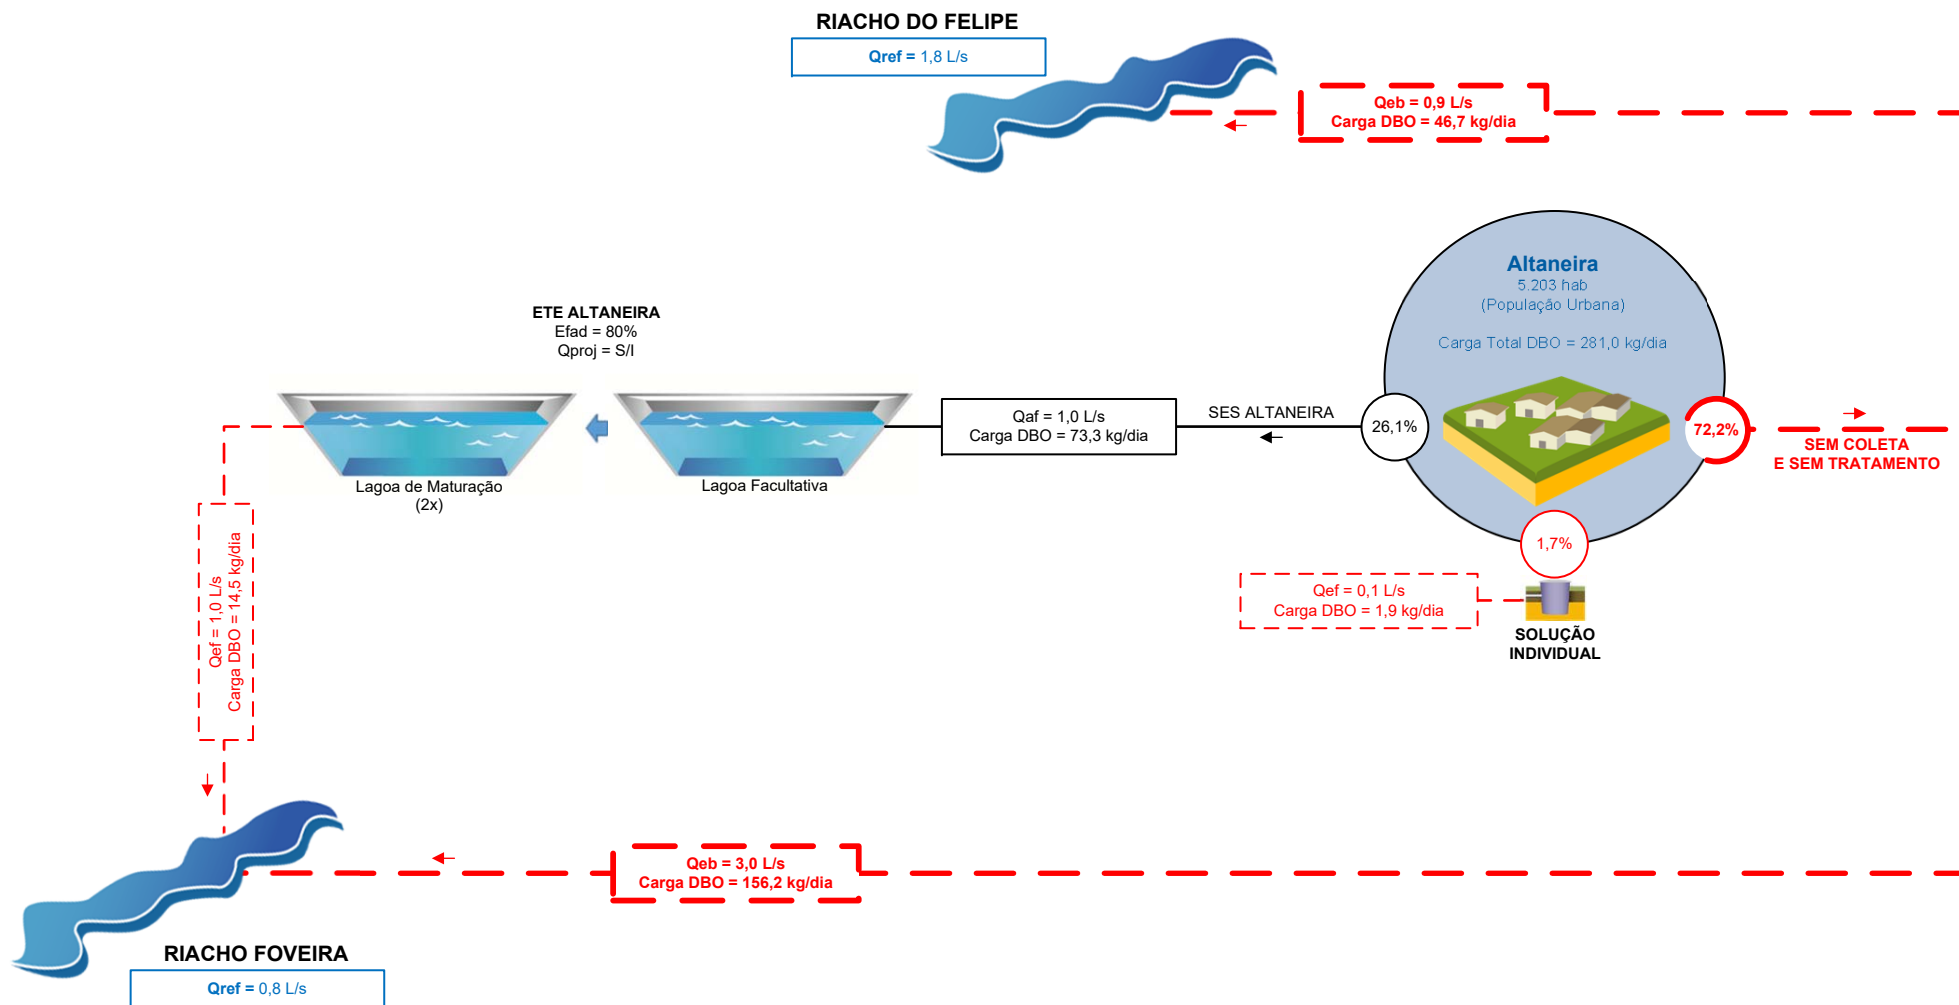 RIACHO DO FELIPE
Qref = 1,8 L/s
Qeb = 0,9 L/s
Carga DBO = 46,7 kg/dia
Altaneira
5.203 hab
(População Urbana)
Carga Total DBO = 281,0 kg/dia
ETE ALTANEIRA
Efad = 80%
Qproj = S/I
Qaf = 1,0 L/s
Carga DBO = 73,3 kg/dia
SES ALTANEIRA
26,1%
72,2%
SEM COLETA
E SEM TRATAMENTO
Lagoa de Maturação
(2x)
Lagoa Facultativa
1,7%
Qef = 0,1 L/s
Carga DBO = 1,9 kg/dia
SOLUÇÃO
INDIVIDUAL
Qef = 1,0 L/s
Carga DBO = 14,5 kg/dia
Qeb = 3,0 L/s
Carga DBO = 156,2 kg/dia
RIACHO FOVEIRA
Qref = 0,8 L/s